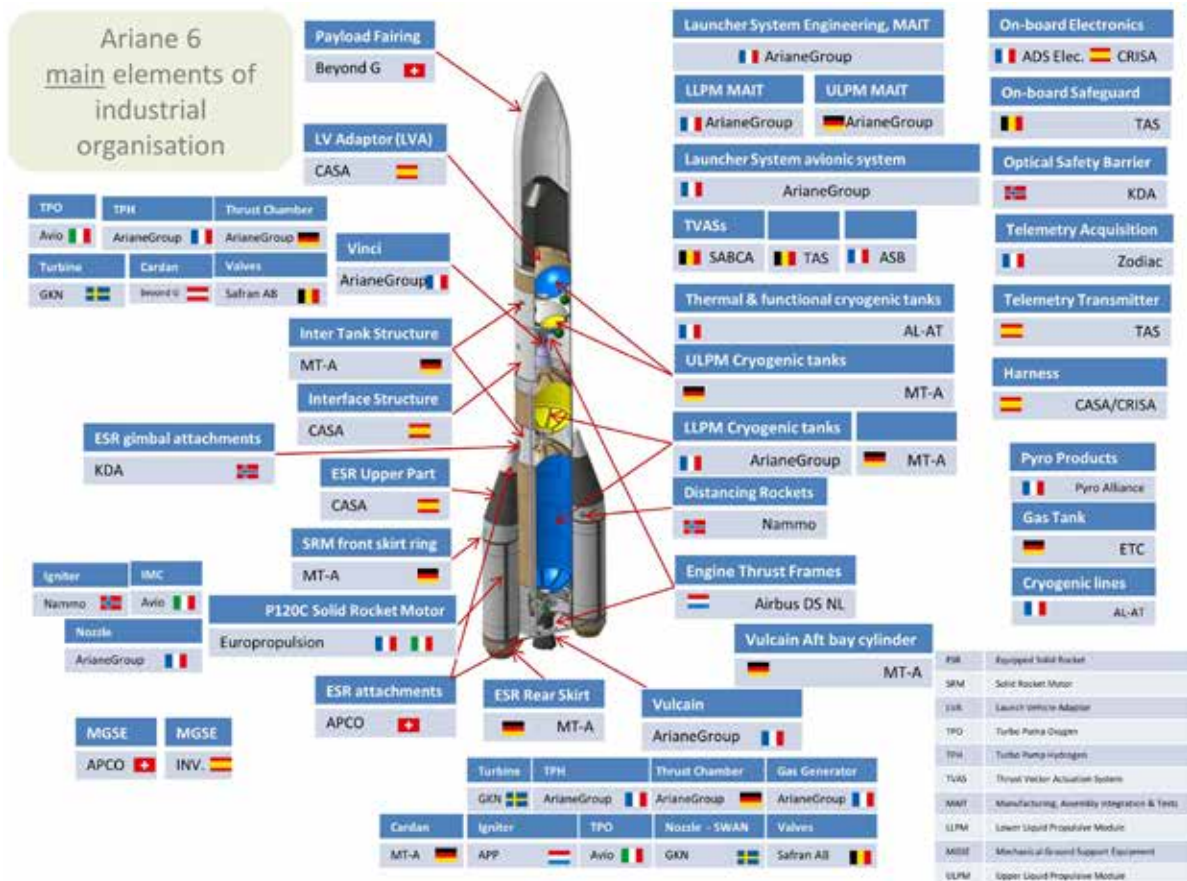 Ariane 6
main elements of
industrial
organisation
Payload Fairing
Beyond G
LV Adaptor (LVA)
CASA
TPO
Avio
TPH
ArianeGroup
Thrust Chamber
ArianeGroup
Turbine
GKN
Cardan
Valves
Safran AB
Vinci
ArianeGroup
Inter Tank Structure
MT-A
Interface Structure
CASA
ESR gimbal attachments
KDA
ESR Upper Part
CASA
SRM front skirt ring
MT-A
Igniter
Nammo
IMC
Avio
Nozzle
ArianeGroup
P120C Solid Rocket Motor
Europropulsion
ESR attachments
APCO
ESR Rear Skirt
MT-A
MGSE
APCO
MGSE
INV.
Launcher System Engineering, MAIT
ArianeGroup
LLPM MAIT
ArianeGroup
ULPM MAIT
ArianeGroup
Launcher System avionic system
ArianeGroup
TVASs
SABCA
TAS
ASB
Thermal & functional cryogenic tanks
AL-AT
ULPM Cryogenic tanks
MT-A
LLPM Cryogenic tanks
ArianeGroup
MT-A
Distancing Rockets
Nammo
Engine Thrust Frames
Airbus DS NL
Vulcain Aft bay cylinder
MT-A
Vulcain
ArianeGroup
On-board Electronics
ADS Elec. CRISA
On-board Safeguard
TAS
Optical Safety Barrier
KDA
Telemetry Acquisition
Zodiac
Telemetry Transmitter
TAS
Harness
CASA/CRISA
Pyro Products
Pyro Alliance
Gas Tank
ETC
Cryogenic lines
AL-AT
Turbine
GKN
TPH
ArianeGroup
Thrust Chamber
ArianeGroup
Gas Generator
ArianeGroup
Cardan
MT-A
Igniter
APP
TPO
Avio
Nozzle - SWAN
GKN
Valves
Safran AB
ESR Equipped Solid Rocket
SRM Solid Rocket Motor
LVA Launch Vehicle Adaptor
TPO Turbo Pump Oxygen
TPH Turbo Pump Hydrogen
TVAS Thrust Vector Actuation System
MAIT Manufacturing, Assembly Integration & Tests
LLPM Lower Liquid Propulsive Module
MGSE Mechanical Ground Support Equipment
ULPM Upper Liquid Propulsive Module